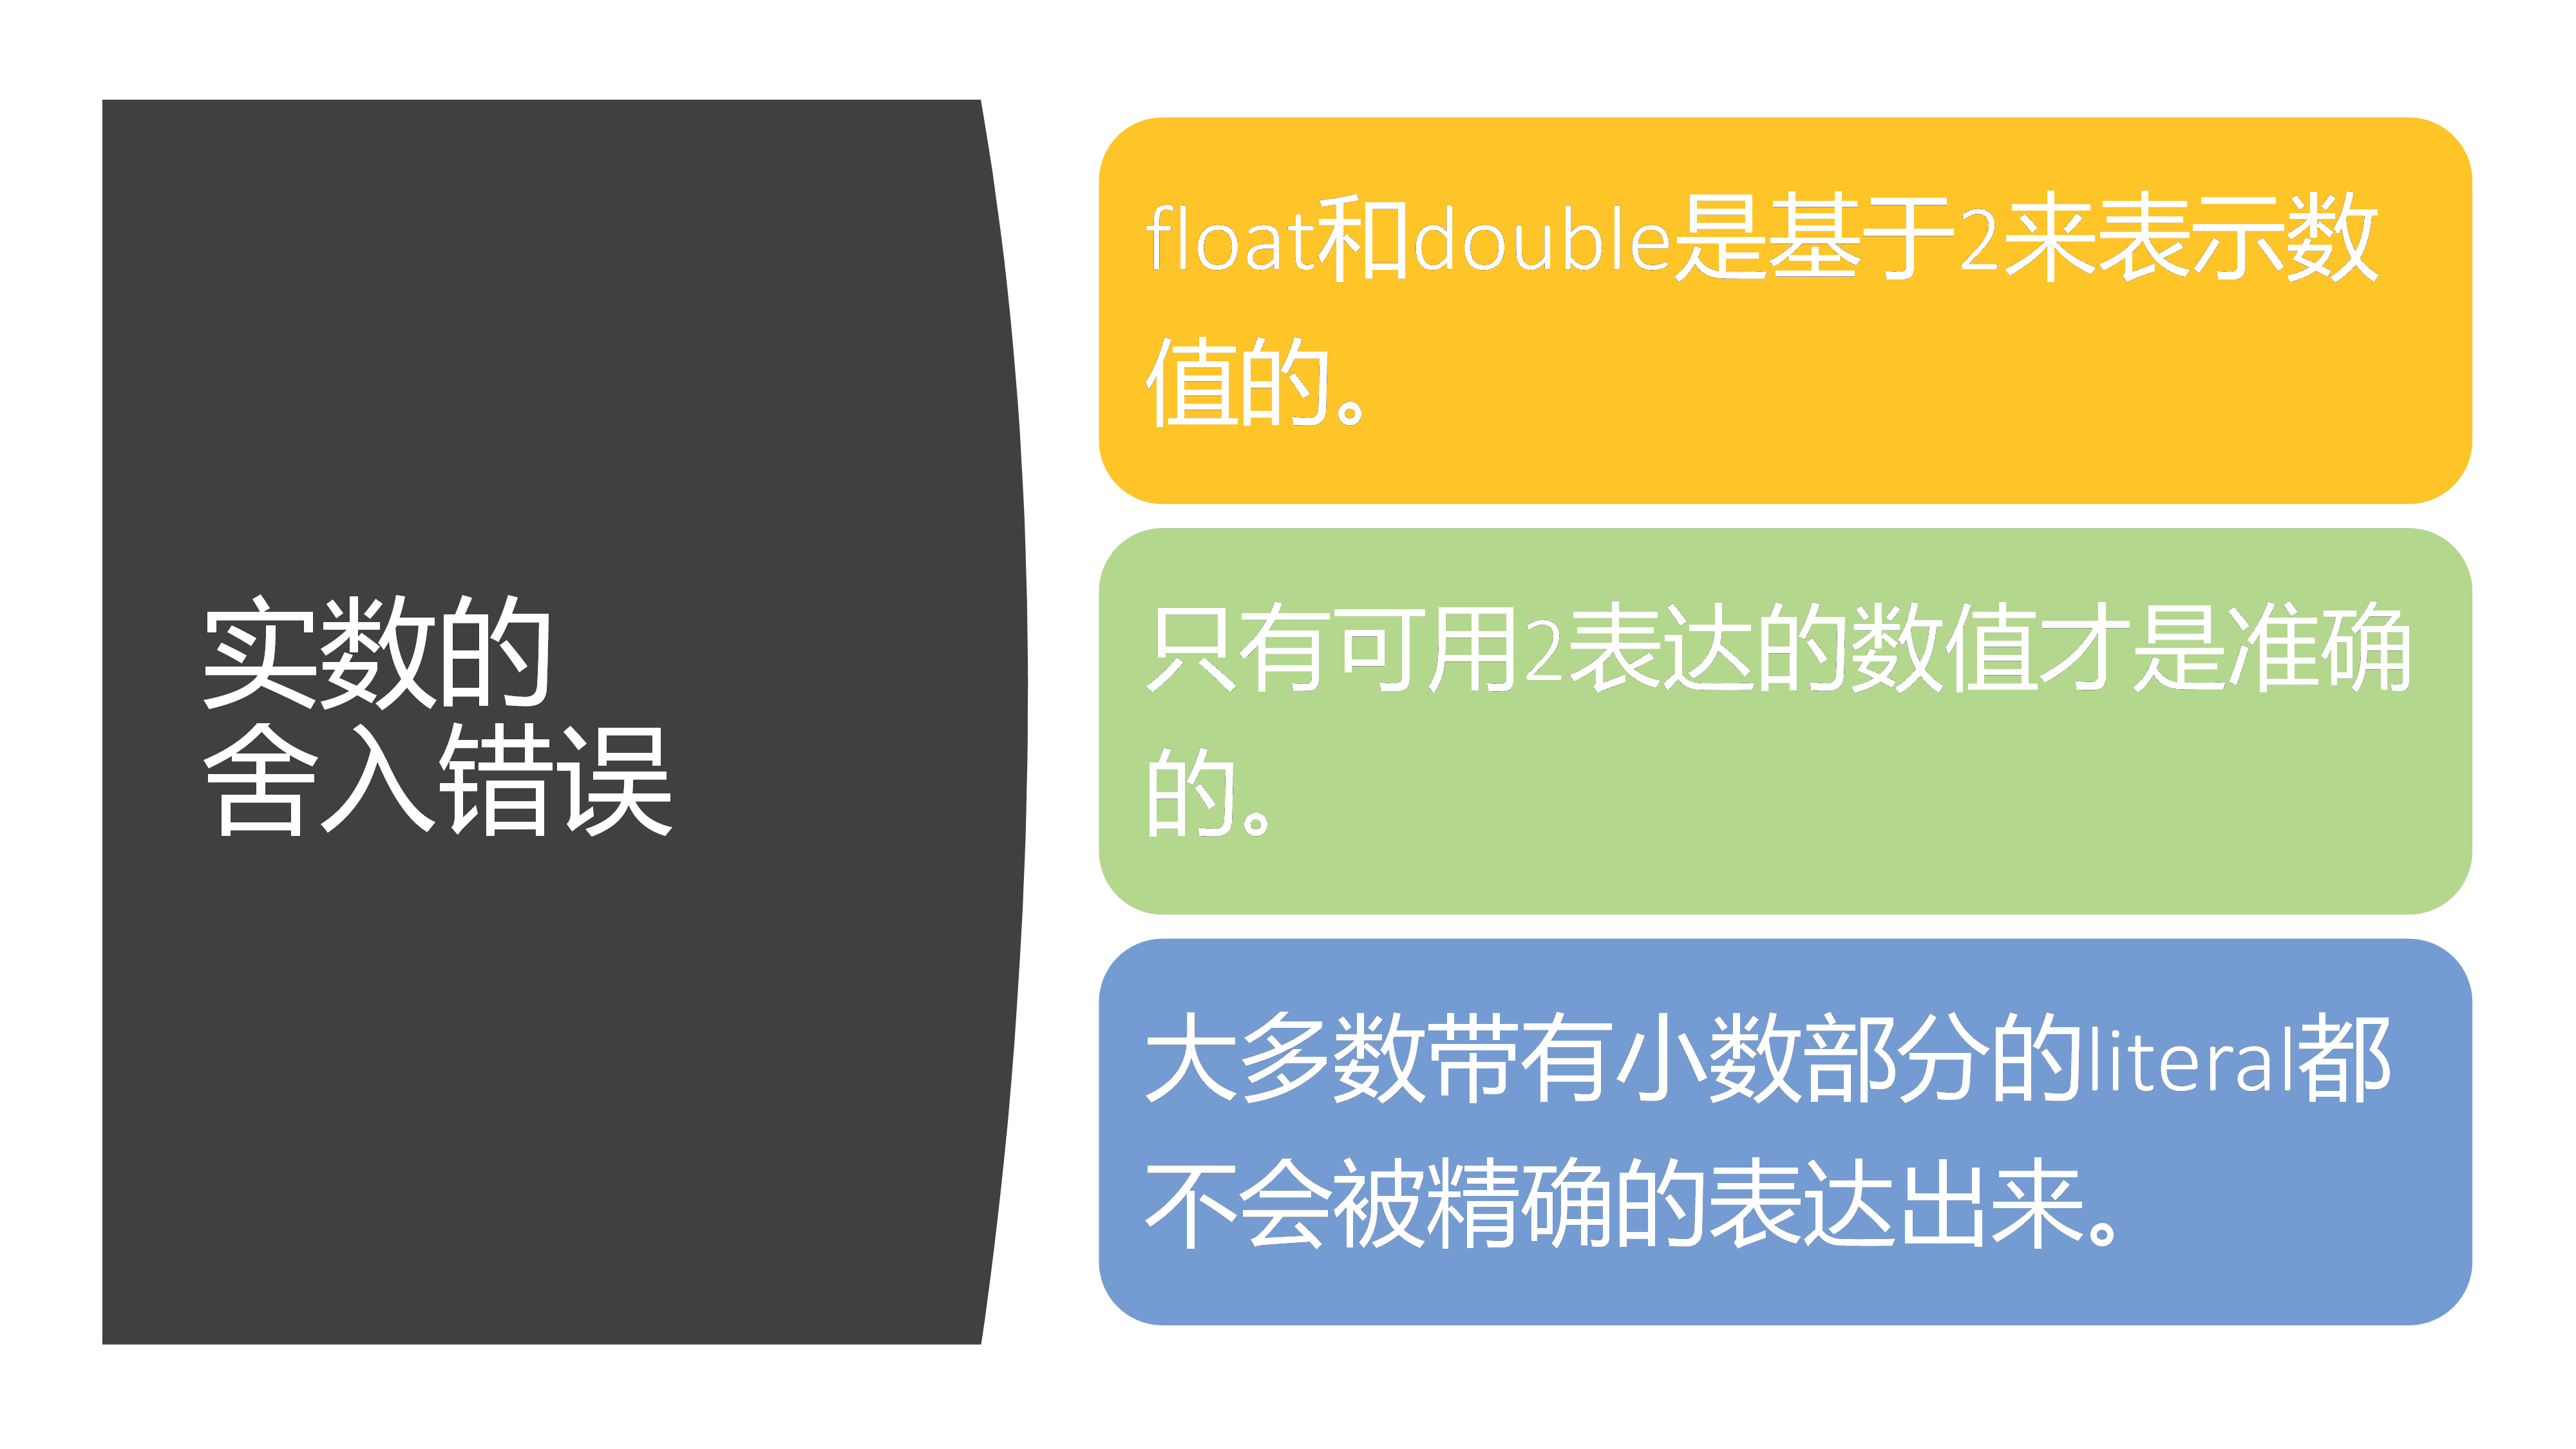 实数的
舍入错误
float和double是基于2来表示数
值的。
只有可用2表达的数值才是准确
的。
大多数带有小数部分的literal都
不会被精确的表达出来。